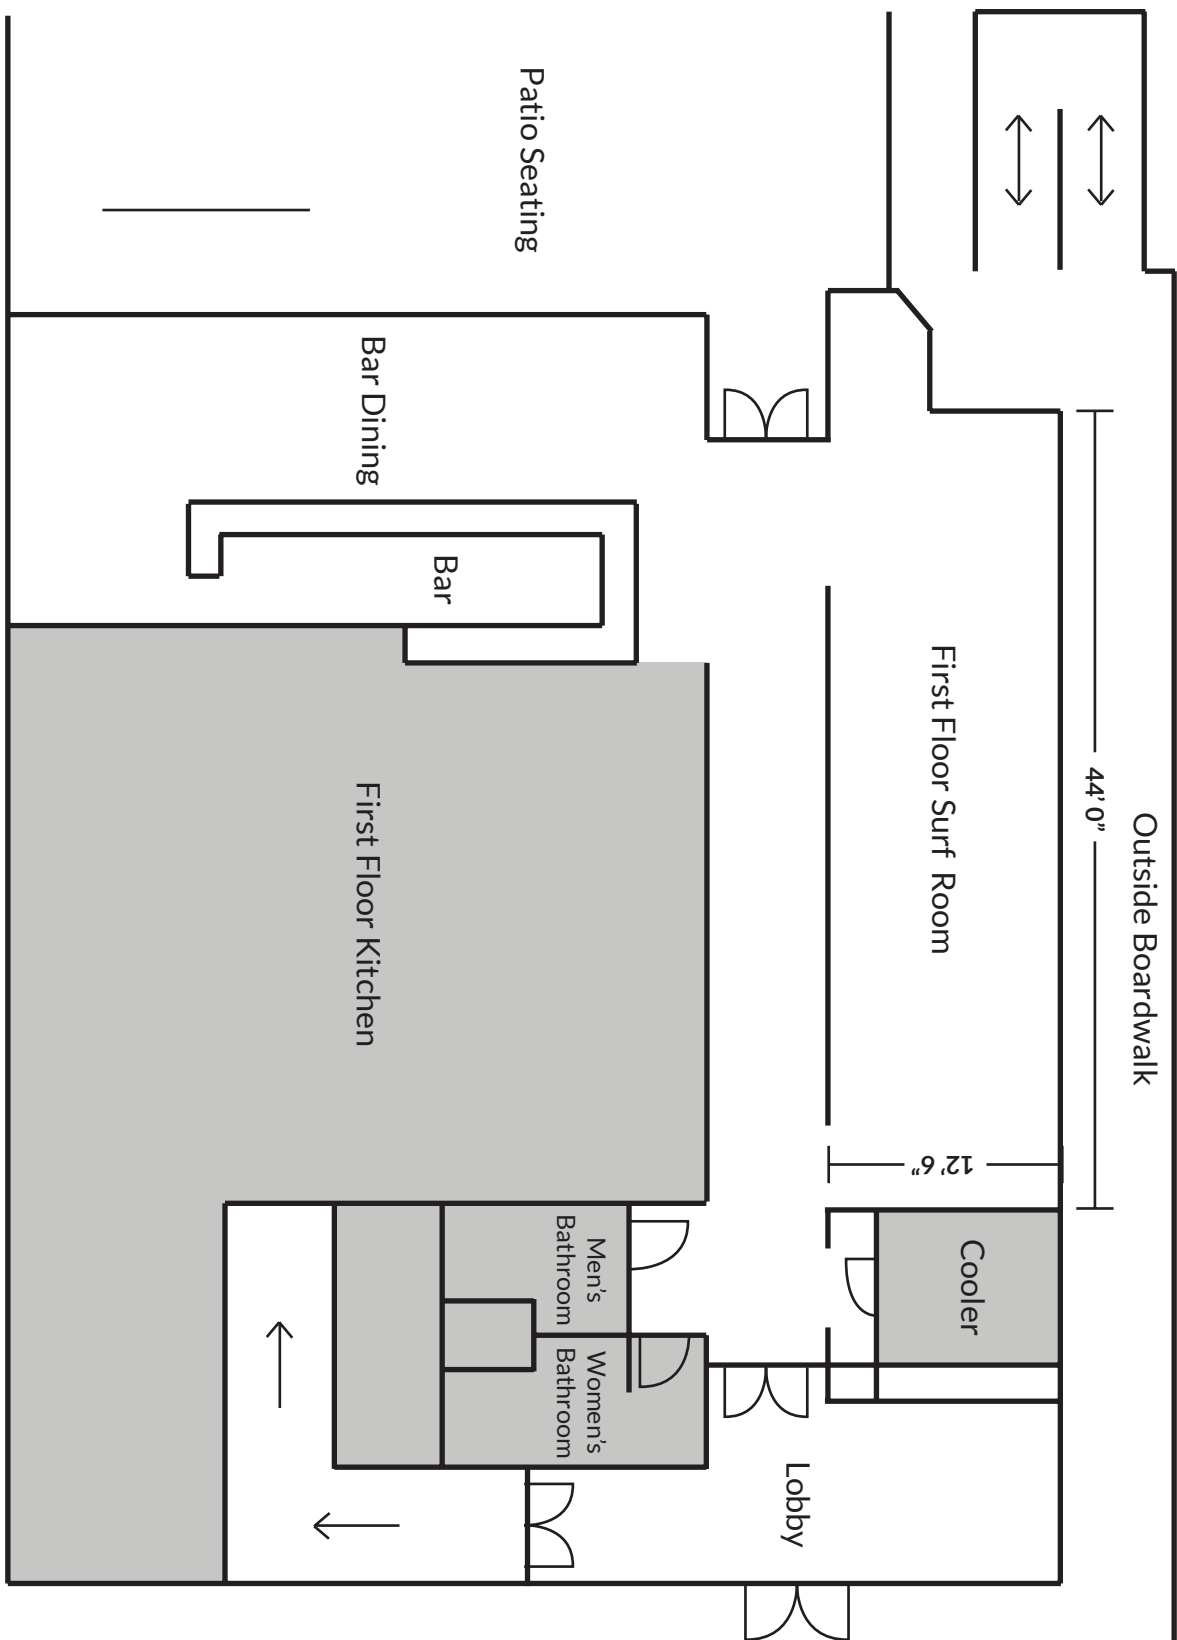 Patio Seating
Bar Dining
Bar
First Floor Kitchen
First Floor Surf Room
44’ 0”
Outside Boardwalk
12’ 6”
Cooler
Men’s
Bathroom
Women’s
Bathroom
Lobby